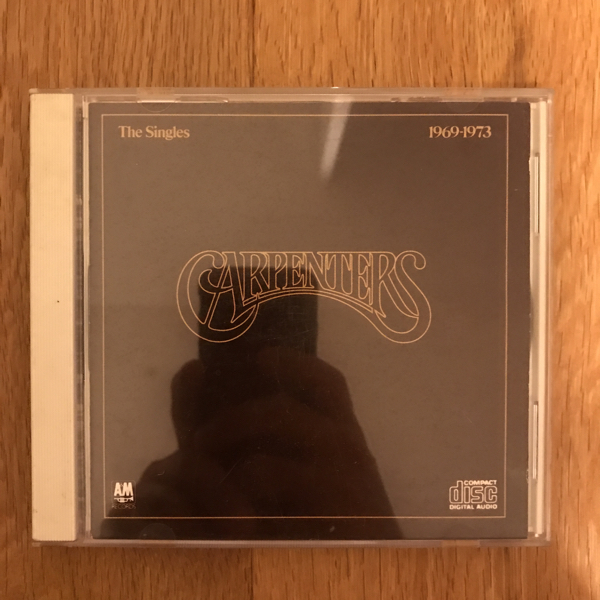 The Singles
1969-1973
CARPENTERS
A&M
RECORDS
COMPACT
disc
DIGITAL AUDIO